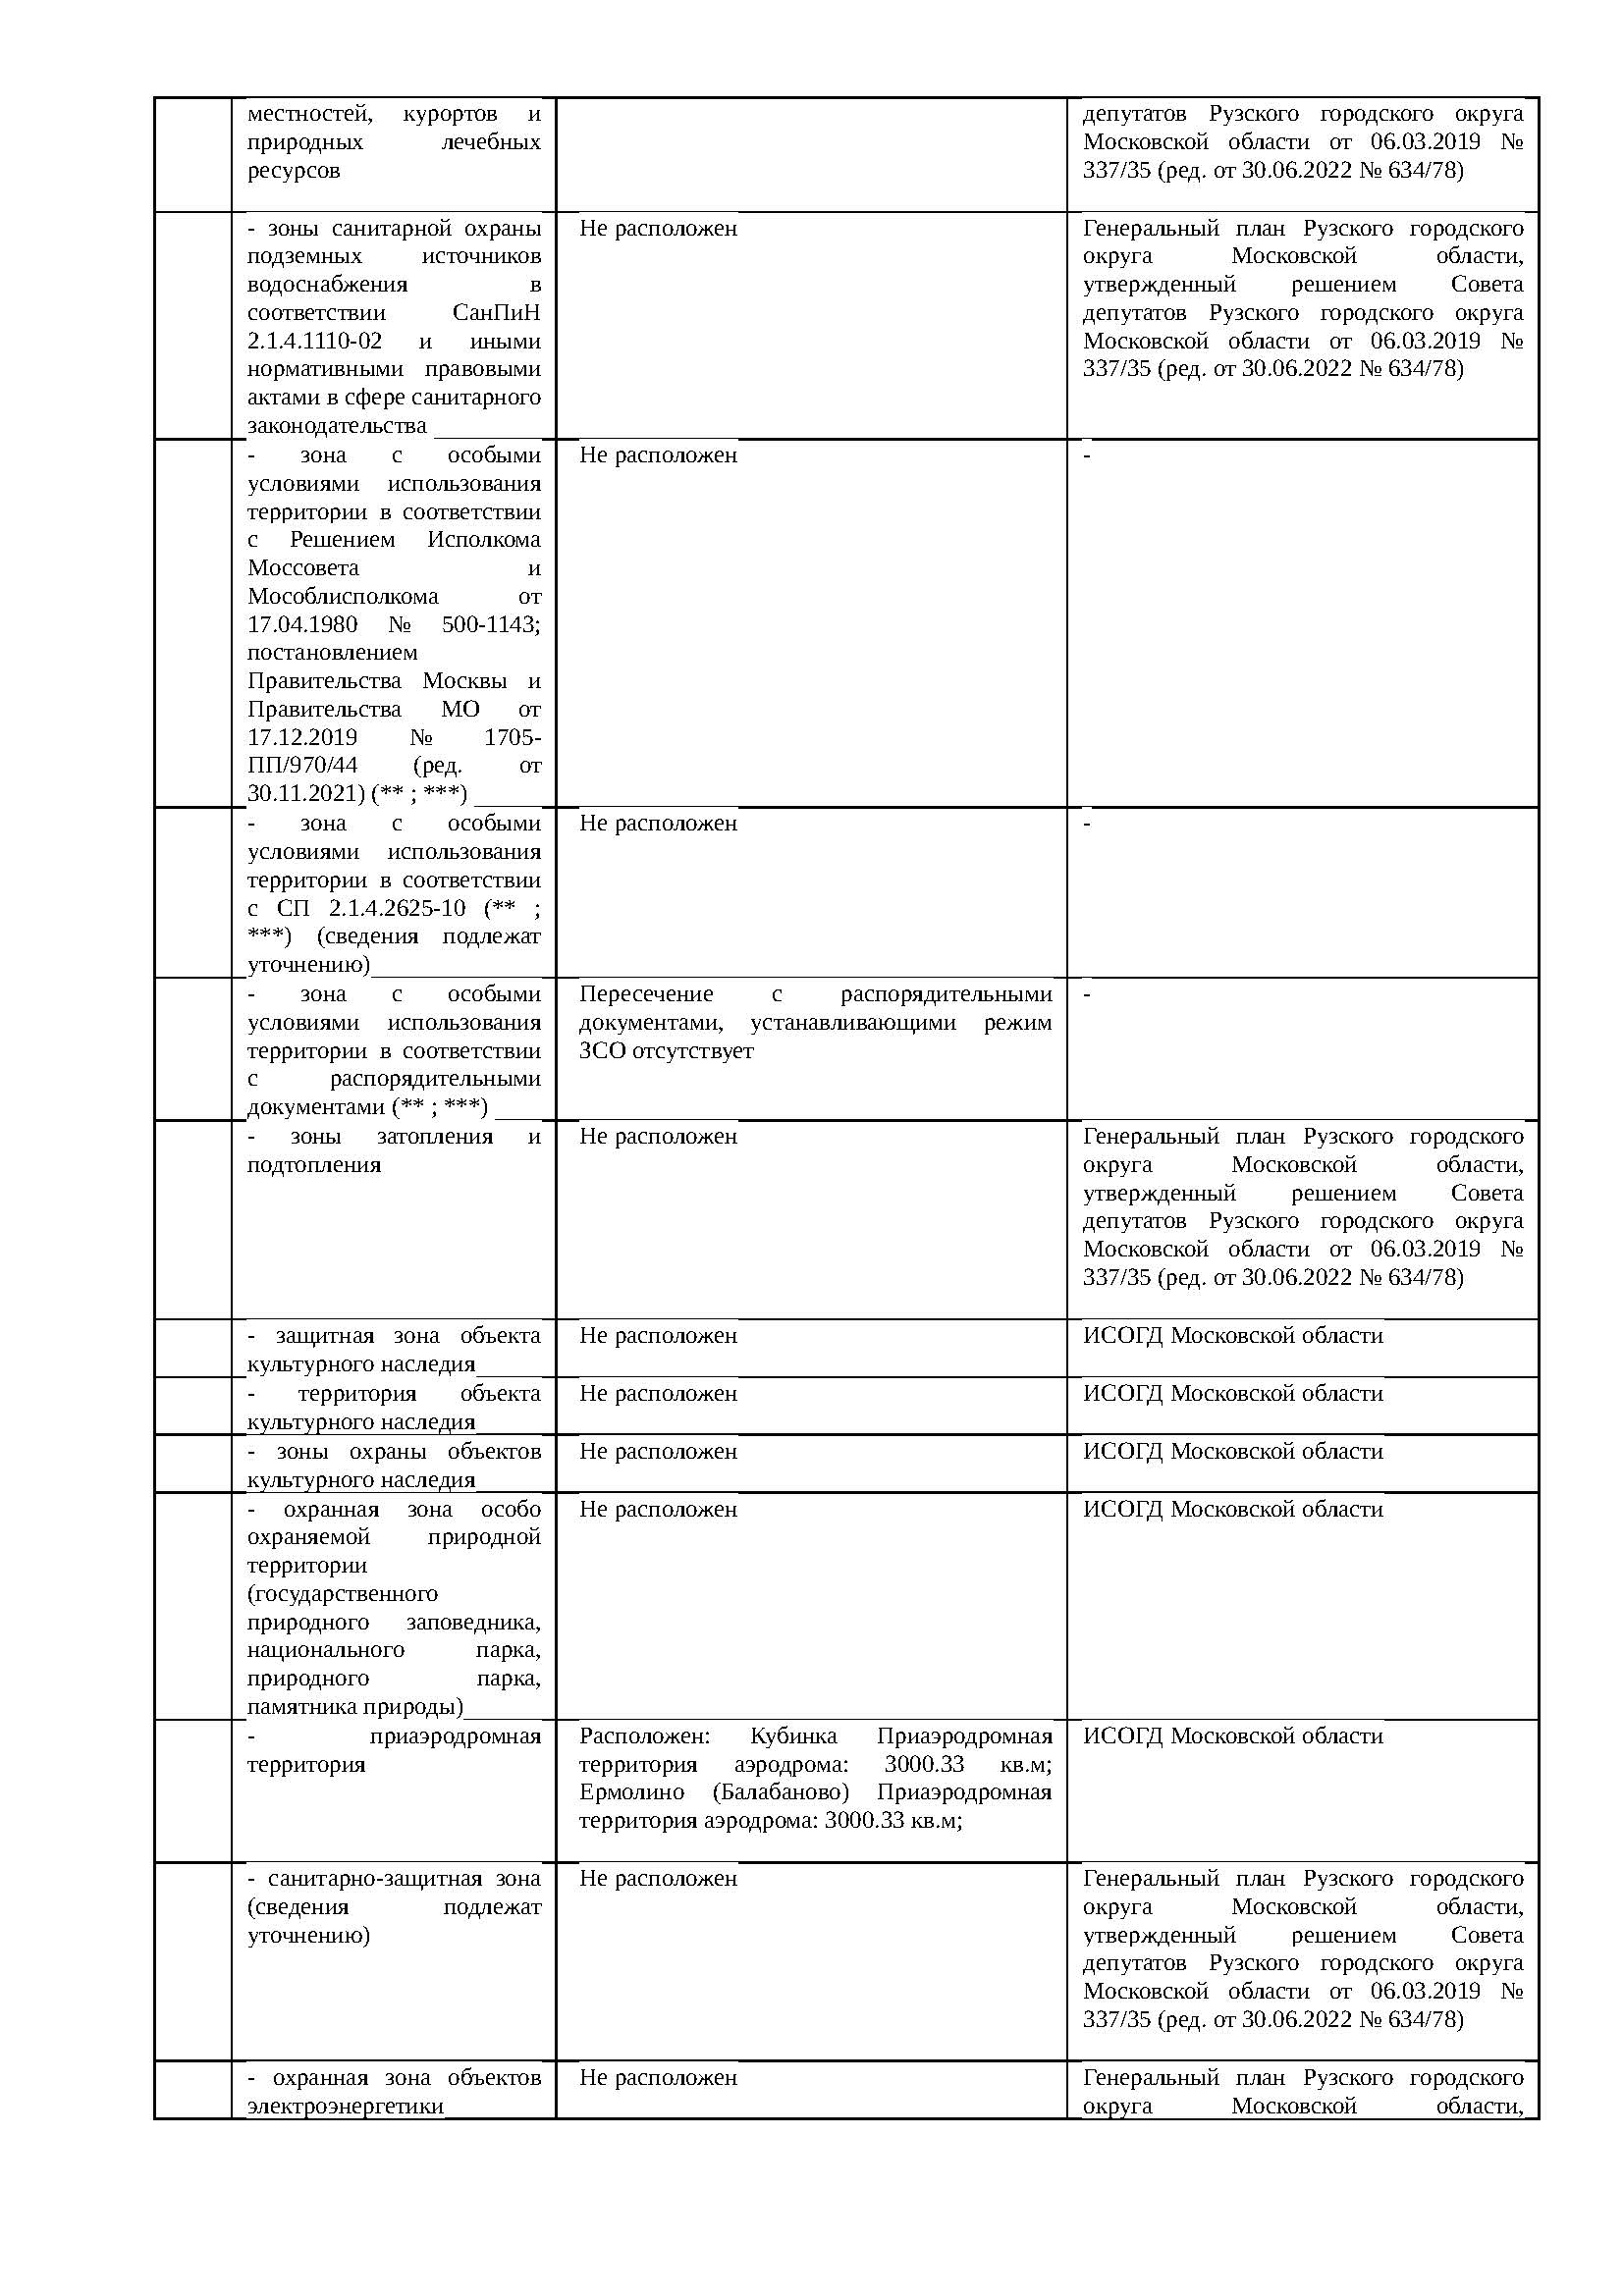 местностей, курортов и
природных лечебных
ресурсов
депутатов Рузского городского округа
Московской области от 06.03.2019 №
337/35 (ред. от 30.06.2022 № 634/78)
- зоны санитарной охраны
подземных источников
водоснабжения в
соответствии СанПиН
2.1.4.1110-02 и иными
нормативными правовыми
актами в сфере санитарного
законодательства
Не расположен
Генеральный план Рузского городского
округа Московской области,
утвержденный решением Совета
депутатов Рузского городского округа
Московской области от 06.03.2019 №
337/35 (ред. от 30.06.2022 № 634/78)
- зона с особыми
условиями использования
территории в соответствии
с Решением Исполкома
Моссовета и
Мособлисполкома от
17.04.1980 № 500-1143;
постановлением
Правительства Москвы и
Правительства МО от
17.12.2019 № 1705-
ПП/970/44 (ред. от
30.11.2021) (** ; ***)
Не расположен
-
- зона с особыми
условиями использования
территории в соответствии
с СП 2.1.4.2625-10 (** ;
***) (сведения подлежат
уточнению)
Не расположен
-
- зона с особыми
условиями использования
территории в соответствии
с распорядительными
документами (** ; ***)
Пересечение с распорядительными
документами, устанавливающими режим
ЗСО отсутствует
-
- зоны затопления и
подтопления
Не расположен
Генеральный план Рузского городского
округа Московской области,
утвержденный решением Совета
депутатов Рузского городского округа
Московской области от 06.03.2019 №
337/35 (ред. от 30.06.2022 № 634/78)
- защитная зона объекта
культурного наследия
Не расположен
ИСОГД Московской области
- территория объекта
культурного наследия
Не расположен
ИСОГД Московской области
- зоны охраны объектов
культурного наследия
Не расположен
ИСОГД Московской области
- охранная зона особо
охраняемой природной
территории
(государственного
природного заповедника,
национального парка,
природного парка,
памятника природы)
Не расположен
ИСОГД Московской области
- приаэродромная
территория
Расположен: Кубинка Приаэродромная
территория аэродрома: 3000.33 кв.м;
Ермолино (Балабаново) Приаэродромная
территория аэродрома: 3000.33 кв.м;
ИСОГД Московской области
- санитарно-защитная зона
(сведения подлежат
уточнению)
Не расположен
Генеральный план Рузского городского
округа Московской области,
утвержденный решением Совета
депутатов Рузского городского округа
Московской области от 06.03.2019 №
337/35 (ред. от 30.06.2022 № 634/78)
- охранная зона объектов
электроэнергетики
Не расположен
Генеральный план Рузского городского
округа Московской области,